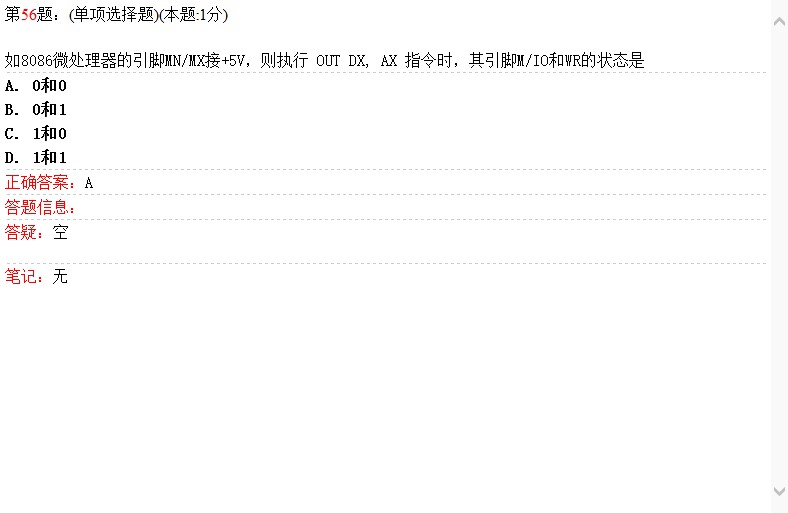 第56题：(单项选择题)(本题:1分)
如8086微处理器的引脚MN/MX接+5V，则执行 OUT DX, AX 指令时，其引脚M/IO和WR的状态是
A. 0和0
B. 0和1
C. 1和0
D. 1和1
正确答案：A
答题信息：
答疑：空
笔记：无